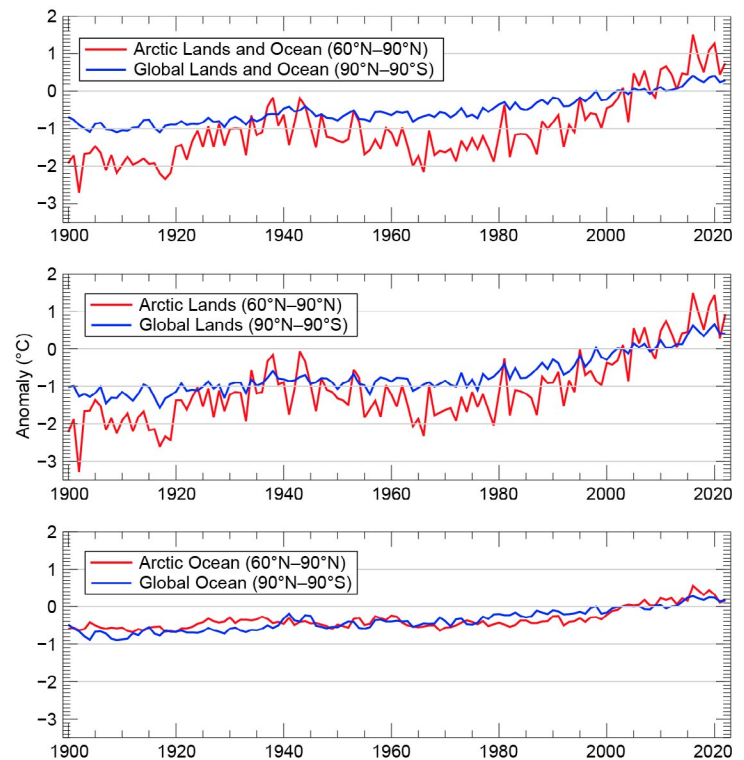 2
1
0
−1
−2
−3
Arctic Lands and Ocean (60°N–90°N)
Global Lands and Ocean (90°N–90°S)
1900 1920 1940 1960 1980 2000 2020
Anomaly (°C)
2
1
0
−1
−2
−3
Arctic Lands (60°N–90°N)
Global Lands (90°N–90°S)
1900 1920 1940 1960 1980 2000 2020
2
1
0
−1
−2
−3
Arctic Ocean (60°N–90°N)
Global Ocean (90°N–90°S)
1900 1920 1940 1960 1980 2000 2020